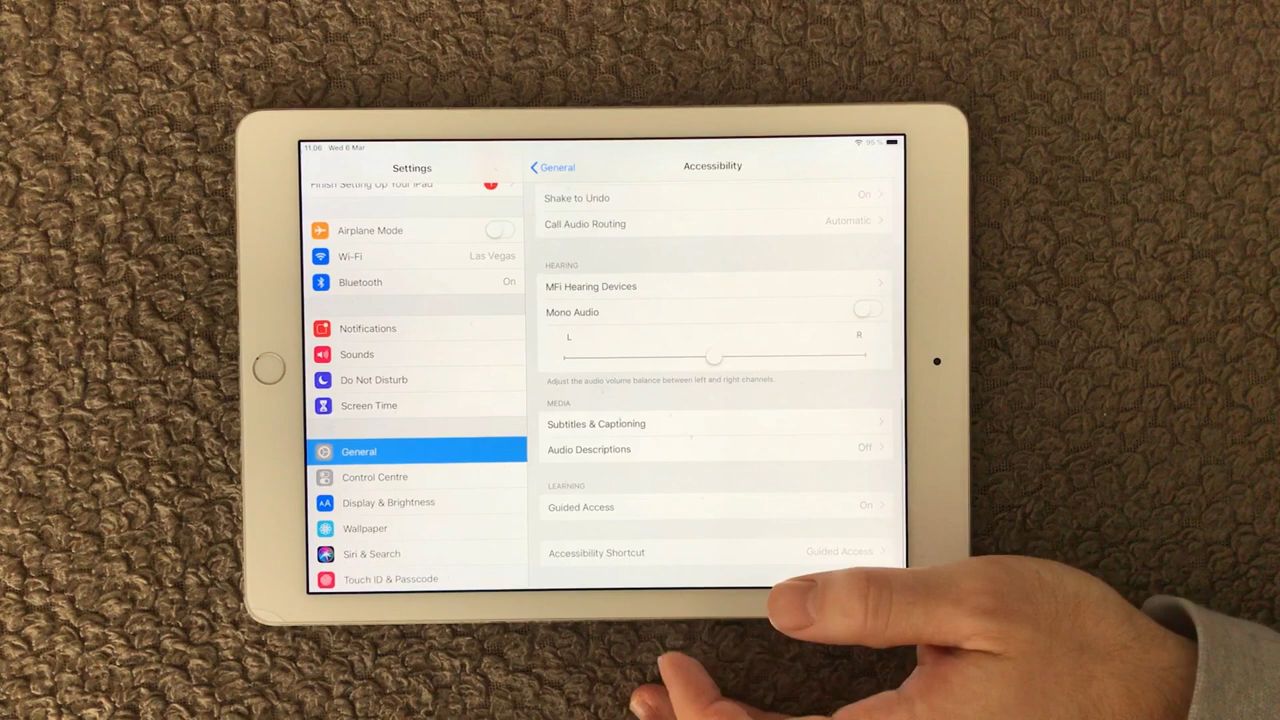 11.06 Wed 6 Mar
95 %
Settings
Finish Setting Up Your iPad
Airplane Mode
Wi-Fi Las Vegas
Bluetooth On
Notifications
Sounds
Do Not Disturb
Screen Time
General
Control Centre
AA Display & Brightness
Wallpaper
Siri & Search
Touch ID & Passcode
General
Accessibility
Shake to Undo On
Call Audio Routing Automatic
HEARING
MFi Hearing Devices
Mono Audio
L R
Adjust the audio volume balance between left and right channels.
MEDIA
Subtitles & Captioning
Audio Descriptions Off
LEARNING
Guided Access On
Accessibility Shortcut Guided Access